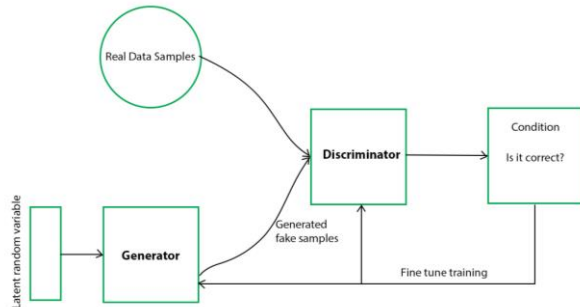 Real Data Samples
Condition
Is it correct?
Discriminator
Latent random variable
Generator
Generated
fake samples
Fine tune training